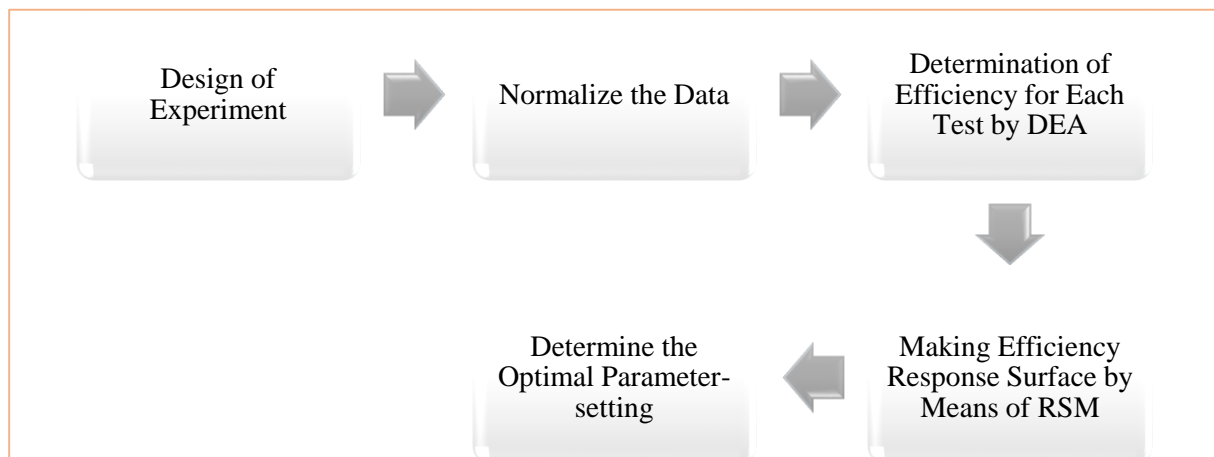 Design of
Experiment
Normalize the Data
Determination of
Efficiency for Each
Test by DEA
Making Efficiency
Response Surface by
Means of RSM
Determine the
Optimal Parameter-
setting